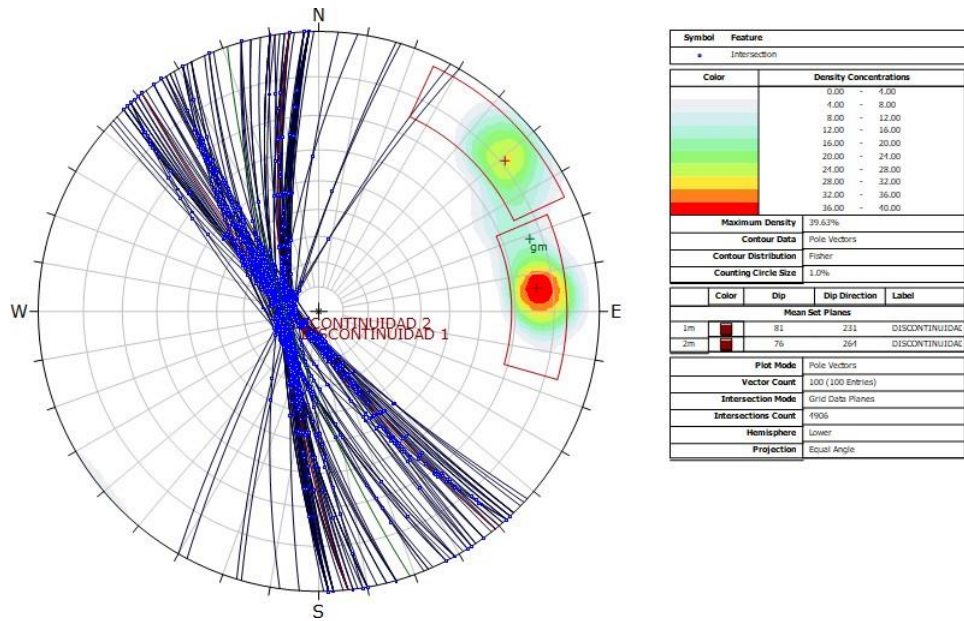 N
W
E
S
gm
CONTINUIDAD 2
CONTINUIDAD 1
Symbol Feature
Intersection
Color Density Concentrations
0.00 - 4.00
4.00 - 8.00
8.00 - 12.00
12.00 - 16.00
16.00 - 20.00
20.00 - 24.00
24.00 - 28.00
28.00 - 32.00
32.00 - 36.00
36.00 - 40.00
Maximum Density 39.63%
Contour Data Pole Vectors
Contour Distribution Fisher
Counting Circle Size 1.0%
Color Dip Dip Direction Label
Mean Set Planes
1m 81 231 DISCONTINUIDAD
2m 76 264 DISCONTINUIDAD
Plot Mode Pole Vectors
Vector Count 100 (100 Entries)
Intersection Mode Grid Data Planes
Intersections Count 4906
Hemisphere Lower
Projection Equal Angle